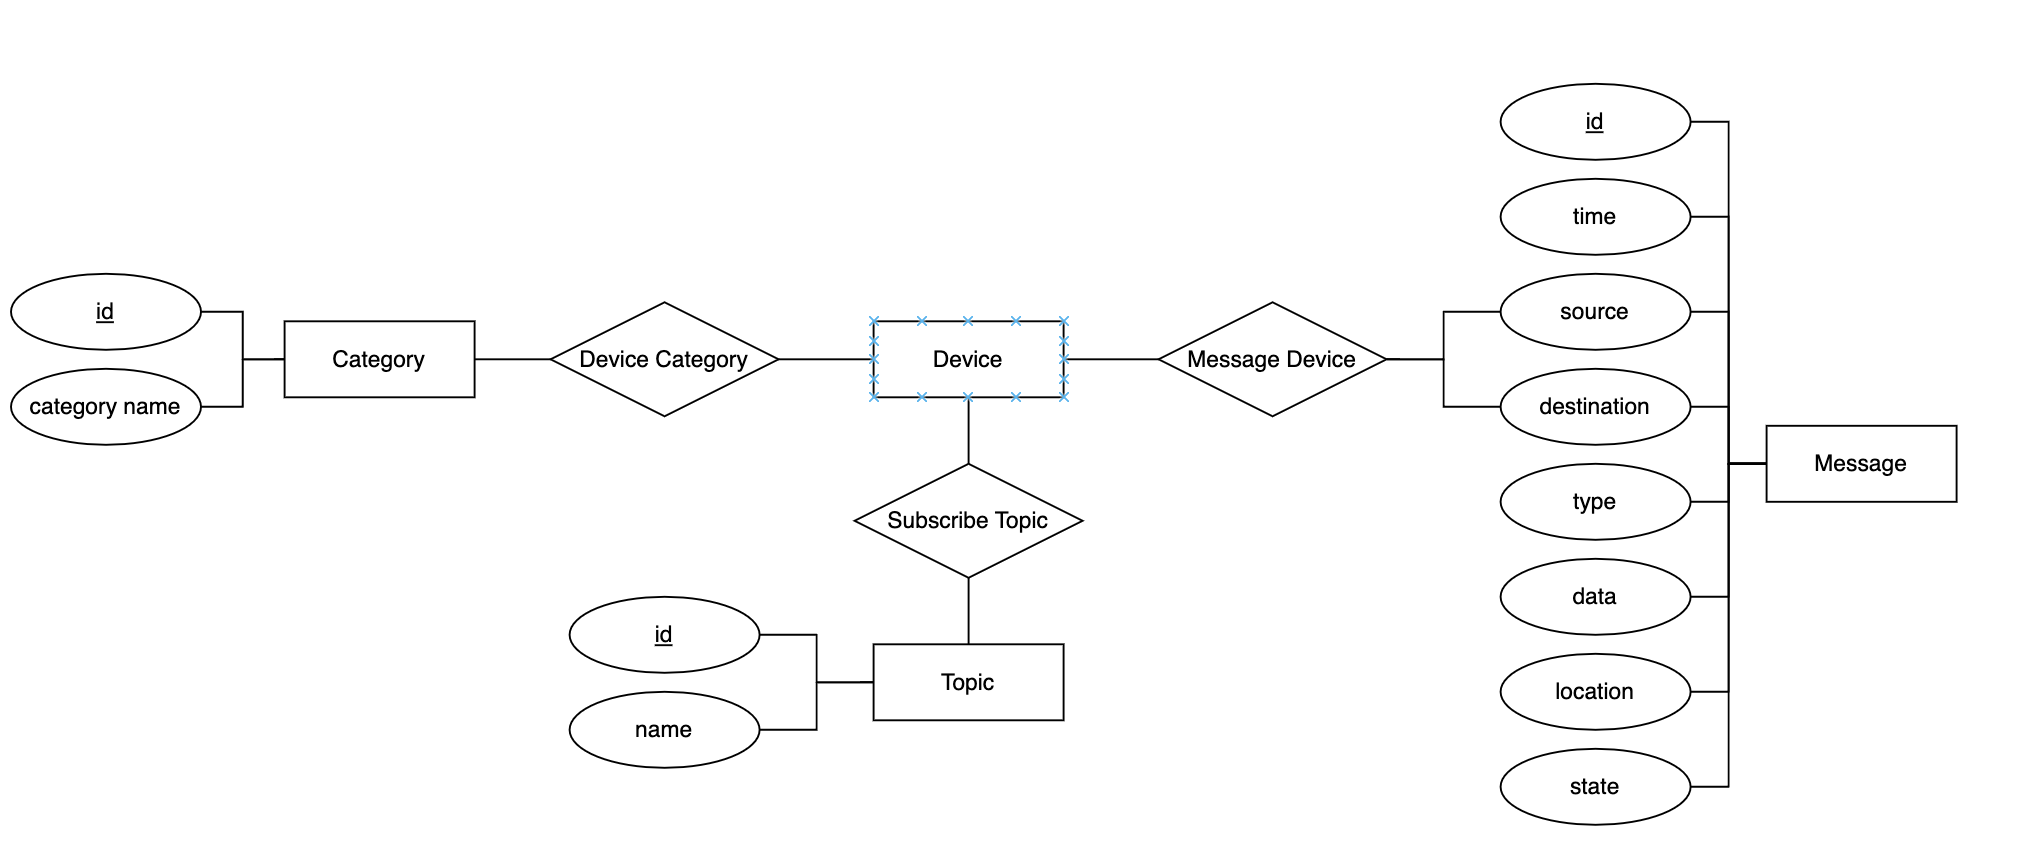 id
time
id
source
Category
Device Category
Device
Message Device
category name
destination
Message
type
Subscribe Topic
data
id
Topic
location
name
state